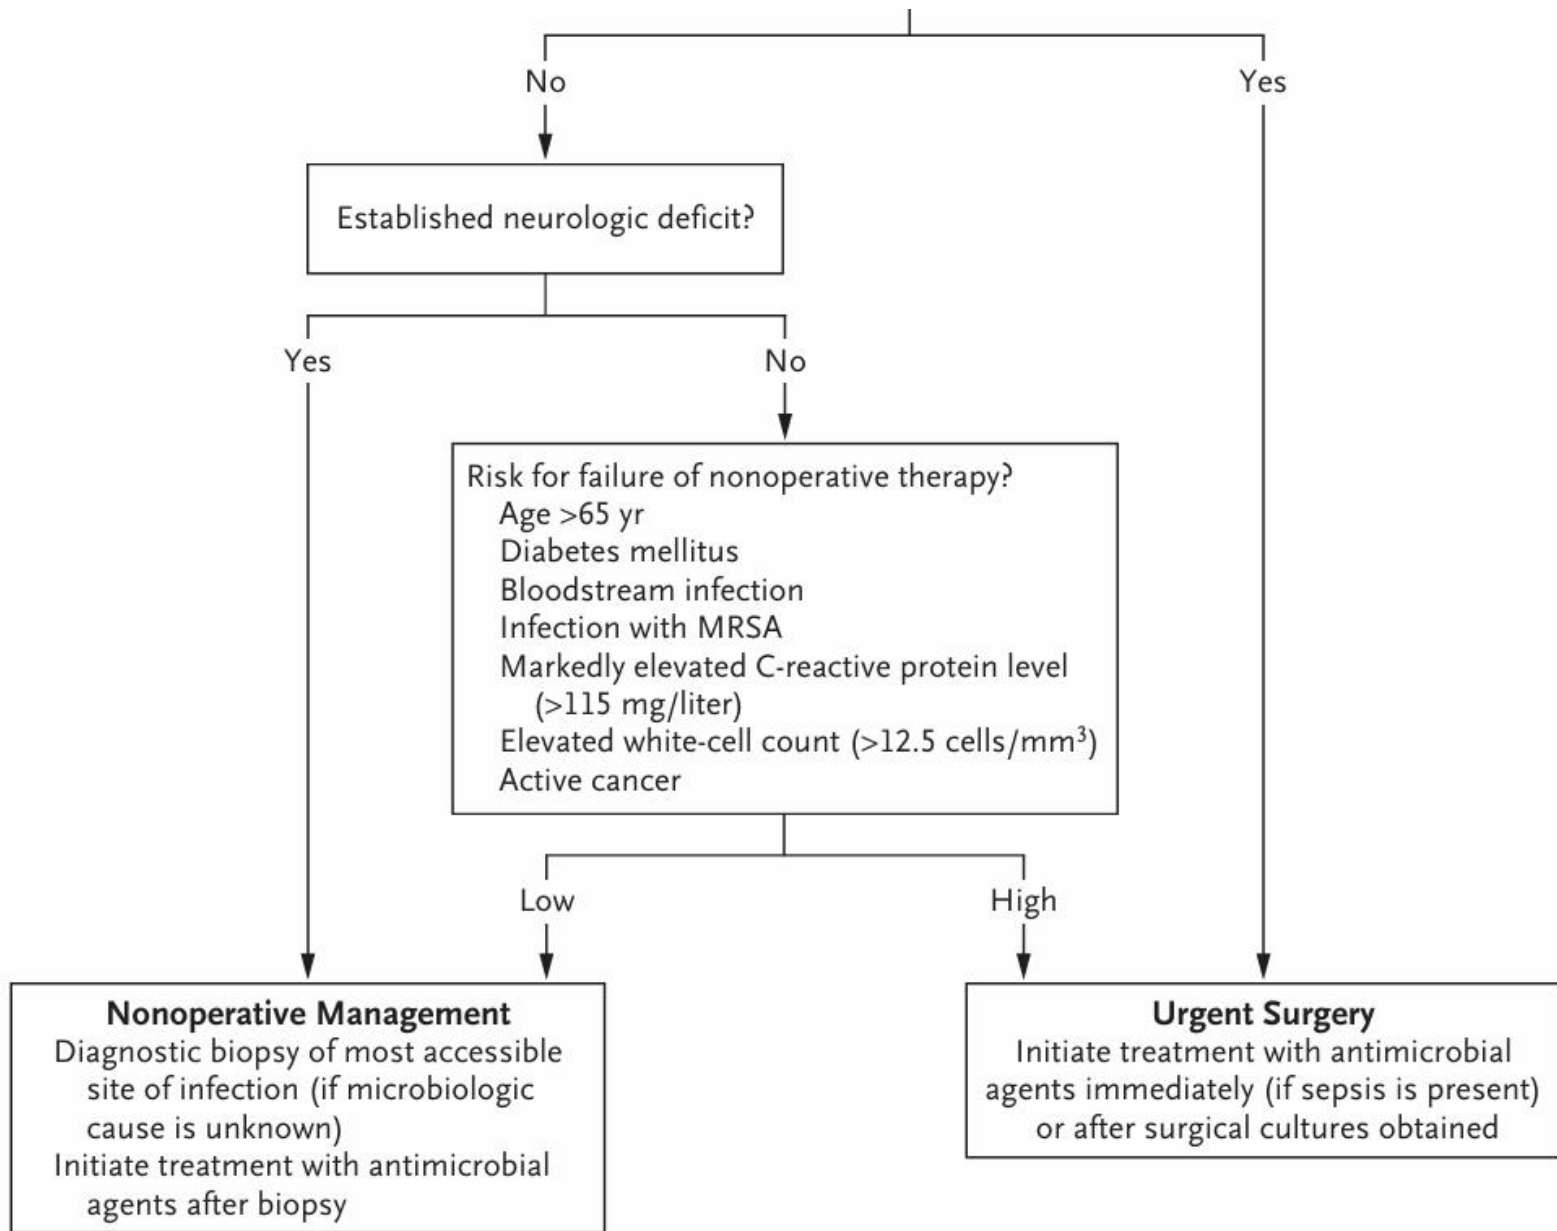 No
Yes
Established neurologic deficit?
Yes
No
Risk for failure of nonoperative therapy?
Age >65 yr
Diabetes mellitus
Bloodstream infection
Infection with MRSA
Markedly elevated C-reactive protein level
(>115 mg/liter)
Elevated white-cell count (>12.5 cells/mm³)
Active cancer
Low
High
Nonoperative Management
Diagnostic biopsy of most accessible
site of infection (if microbiologic
cause is unknown)
Initiate treatment with antimicrobial
agents after biopsy
Urgent Surgery
Initiate treatment with antimicrobial
agents immediately (if sepsis is present)
or after surgical cultures obtained